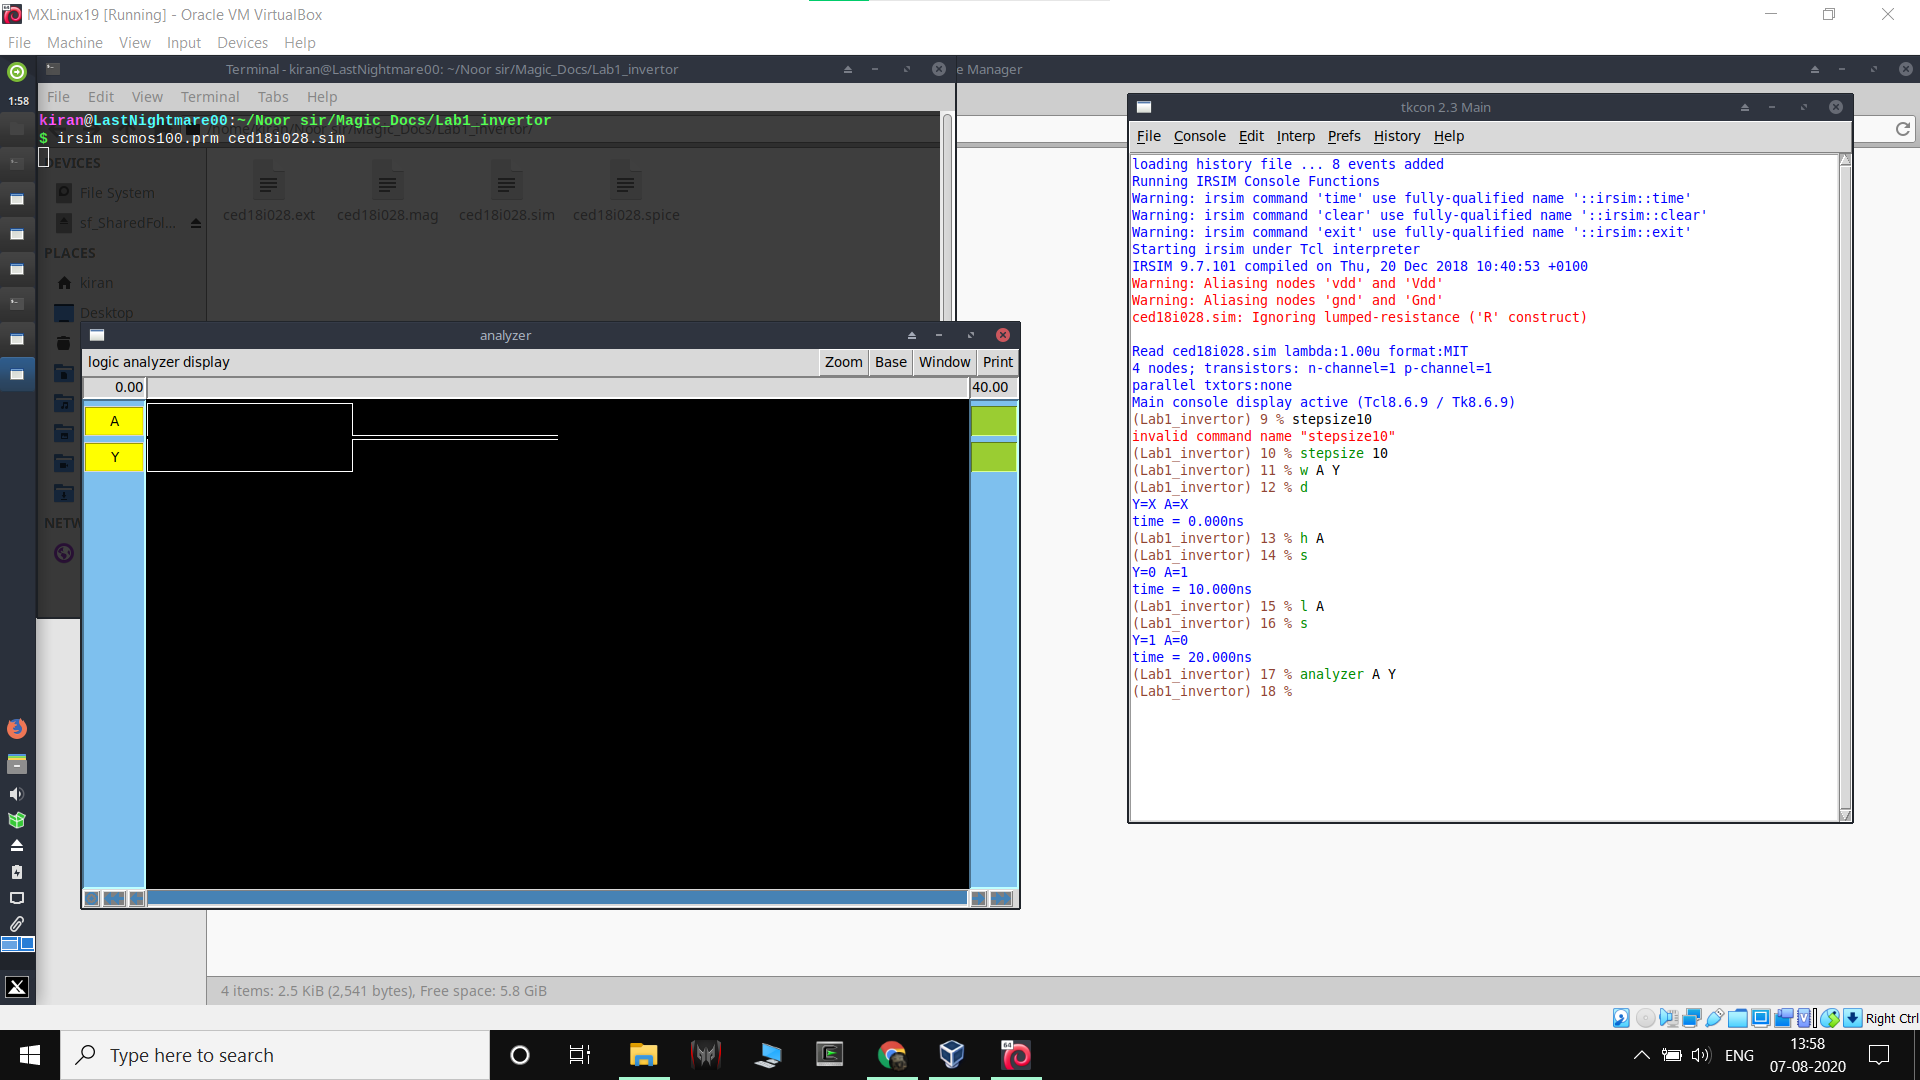 MXLinux19 [Running] - Oracle VM VirtualBox
File Machine View Input Devices Help
1:58
Terminal - kiran@LastNightmare00: ~/Noor sir/Magic_Docs/Lab1_invertor
e Manager
File Edit View Terminal Tabs Help
kiran@LastNightmare00:~/Noor sir/Magic_Docs/Lab1_invertor
$ irsim scmos100.prm ced18i028.sim
DEVICES
File System
sf_SharedFol...
PLACES
kiran
Desktop
NETW
ced18i028.ext
ced18i028.mag
ced18i028.sim
ced18i028.spice
analyzer
logic analyzer display
Zoom Base Window Print
0.00
40.00
A
Y
tkcon 2.3 Main
File Console Edit Interp Prefs History Help
loading history file ... 8 events added
Running IRSIM Console Functions
Warning: irsim command 'time' use fully-qualified name '::irsim::time'
Warning: irsim command 'clear' use fully-qualified name '::irsim::clear'
Warning: irsim command 'exit' use fully-qualified name '::irsim::exit'
Starting irsim under Tcl interpreter
IRSIM 9.7.101 compiled on Thu, 20 Dec 2018 10:40:53 +0100
Warning: Aliasing nodes 'vdd' and 'Vdd'
Warning: Aliasing nodes 'gnd' and 'Gnd'
ced18i028.sim: Ignoring lumped-resistance ('R' construct)
Read ced18i028.sim lambda:1.00u format:MIT
4 nodes; transistors: n-channel=1 p-channel=1
parallel txtors:none
Main console display active (Tcl8.6.9 / Tk8.6.9)
(Lab1_invertor) 9 % stepsize10
invalid command name "stepsize10"
(Lab1_invertor) 10 % stepsize 10
(Lab1_invertor) 11 % w A Y
(Lab1_invertor) 12 % d
Y=X A=X
time = 0.000ns
(Lab1_invertor) 13 % h A
(Lab1_invertor) 14 % s
Y=0 A=1
time = 10.000ns
(Lab1_invertor) 15 % l A
(Lab1_invertor) 16 % s
Y=1 A=0
time = 20.000ns
(Lab1_invertor) 17 % analyzer A Y
(Lab1_invertor) 18 %
4 items: 2.5 KiB (2,541 bytes), Free space: 5.8 GiB
Right Ctrl
Type here to search
ENG
13:58
07-08-2020